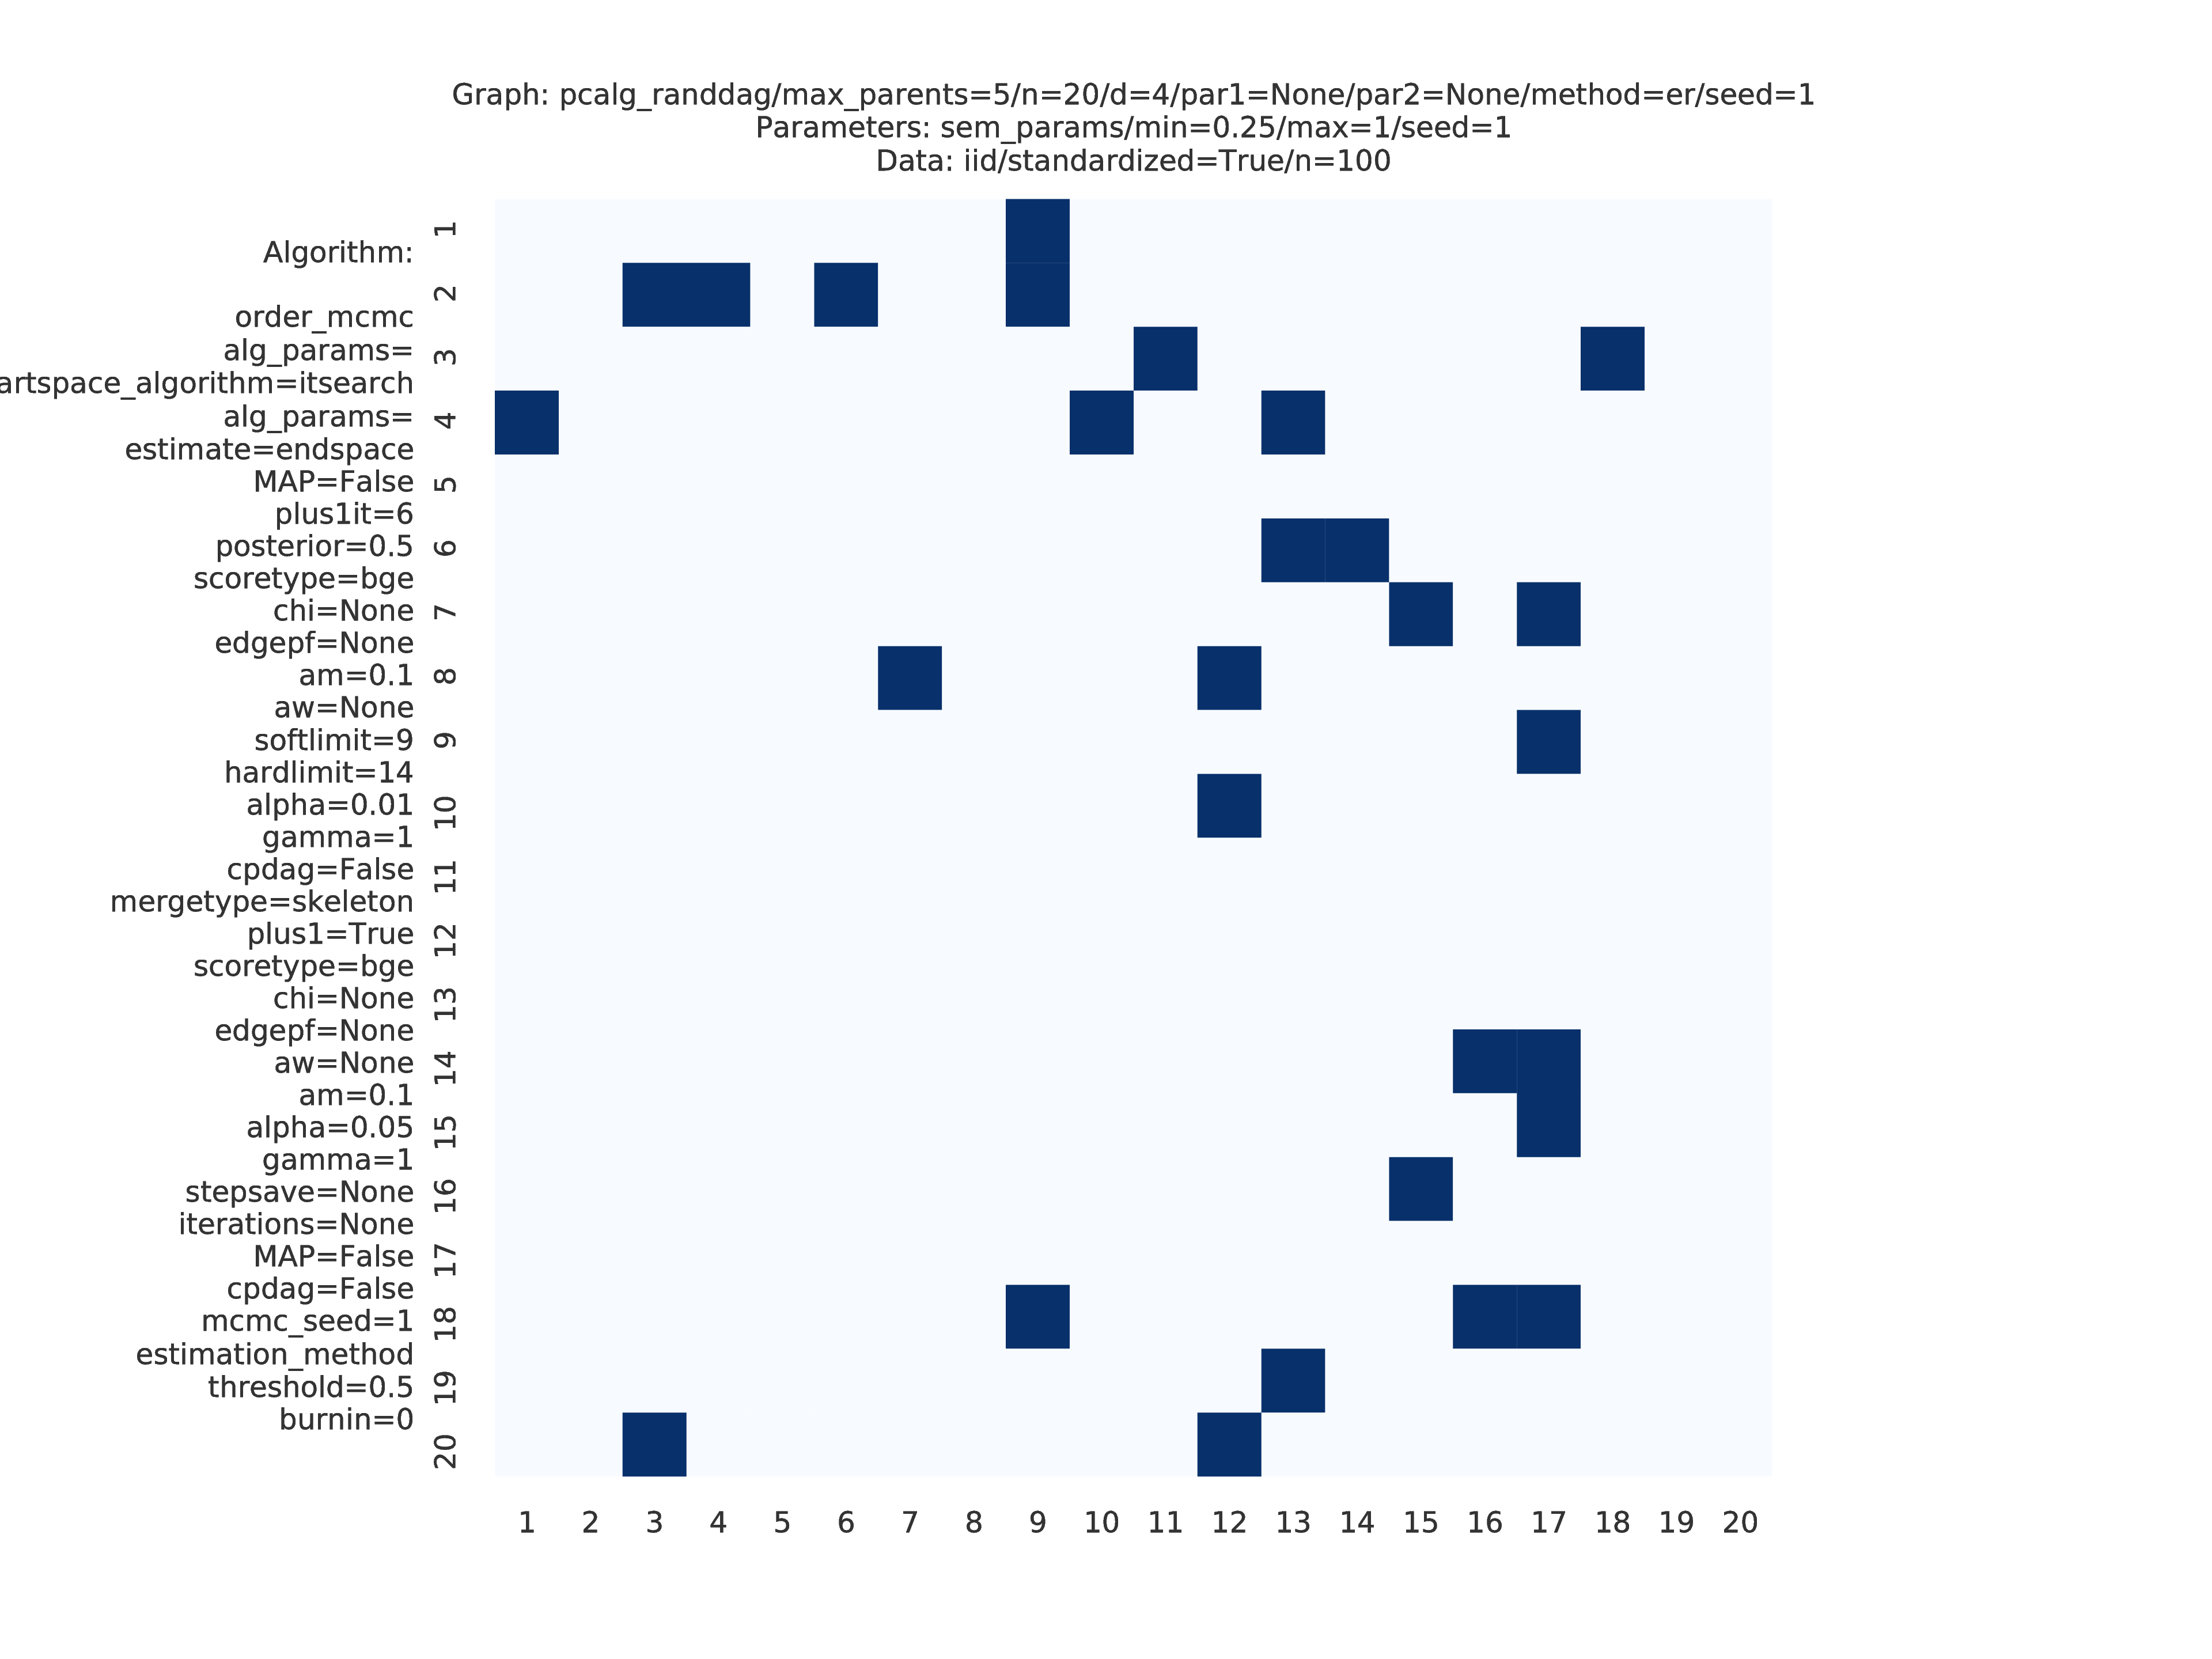 Graph: pcalg_randdag/max_parents=5/n=20/d=4/par1=None/par2=None/method=er/seed=1
Parameters: sem_params/min=0.25/max=1/seed=1
Data: iid/standardized=True/n=100
Algorithm:
order_mcmc
alg_params=
artspace_algorithm=itsearch
alg_params=
estimate=endspace
MAP=False
plus1it=6
posterior=0.5
scoretype=bge
chi=None
edgepf=None
am=0.1
aw=None
softlimit=9
hardlimit=14
alpha=0.01
gamma=1
cpdag=False
mergetype=skeleton
plus1=True
scoretype=bge
chi=None
edgepf=None
aw=None
am=0.1
alpha=0.05
gamma=1
stepsave=None
iterations=None
MAP=False
cpdag=False
mcmc_seed=1
estimation_method
threshold=0.5
burnin=0
1
2
3
4
5
6
7
8
9
10
11
12
13
14
15
16
17
18
19
20
1 2 3 4 5 6 7 8 9 10 11 12 13 14 15 16 17 18 19 20